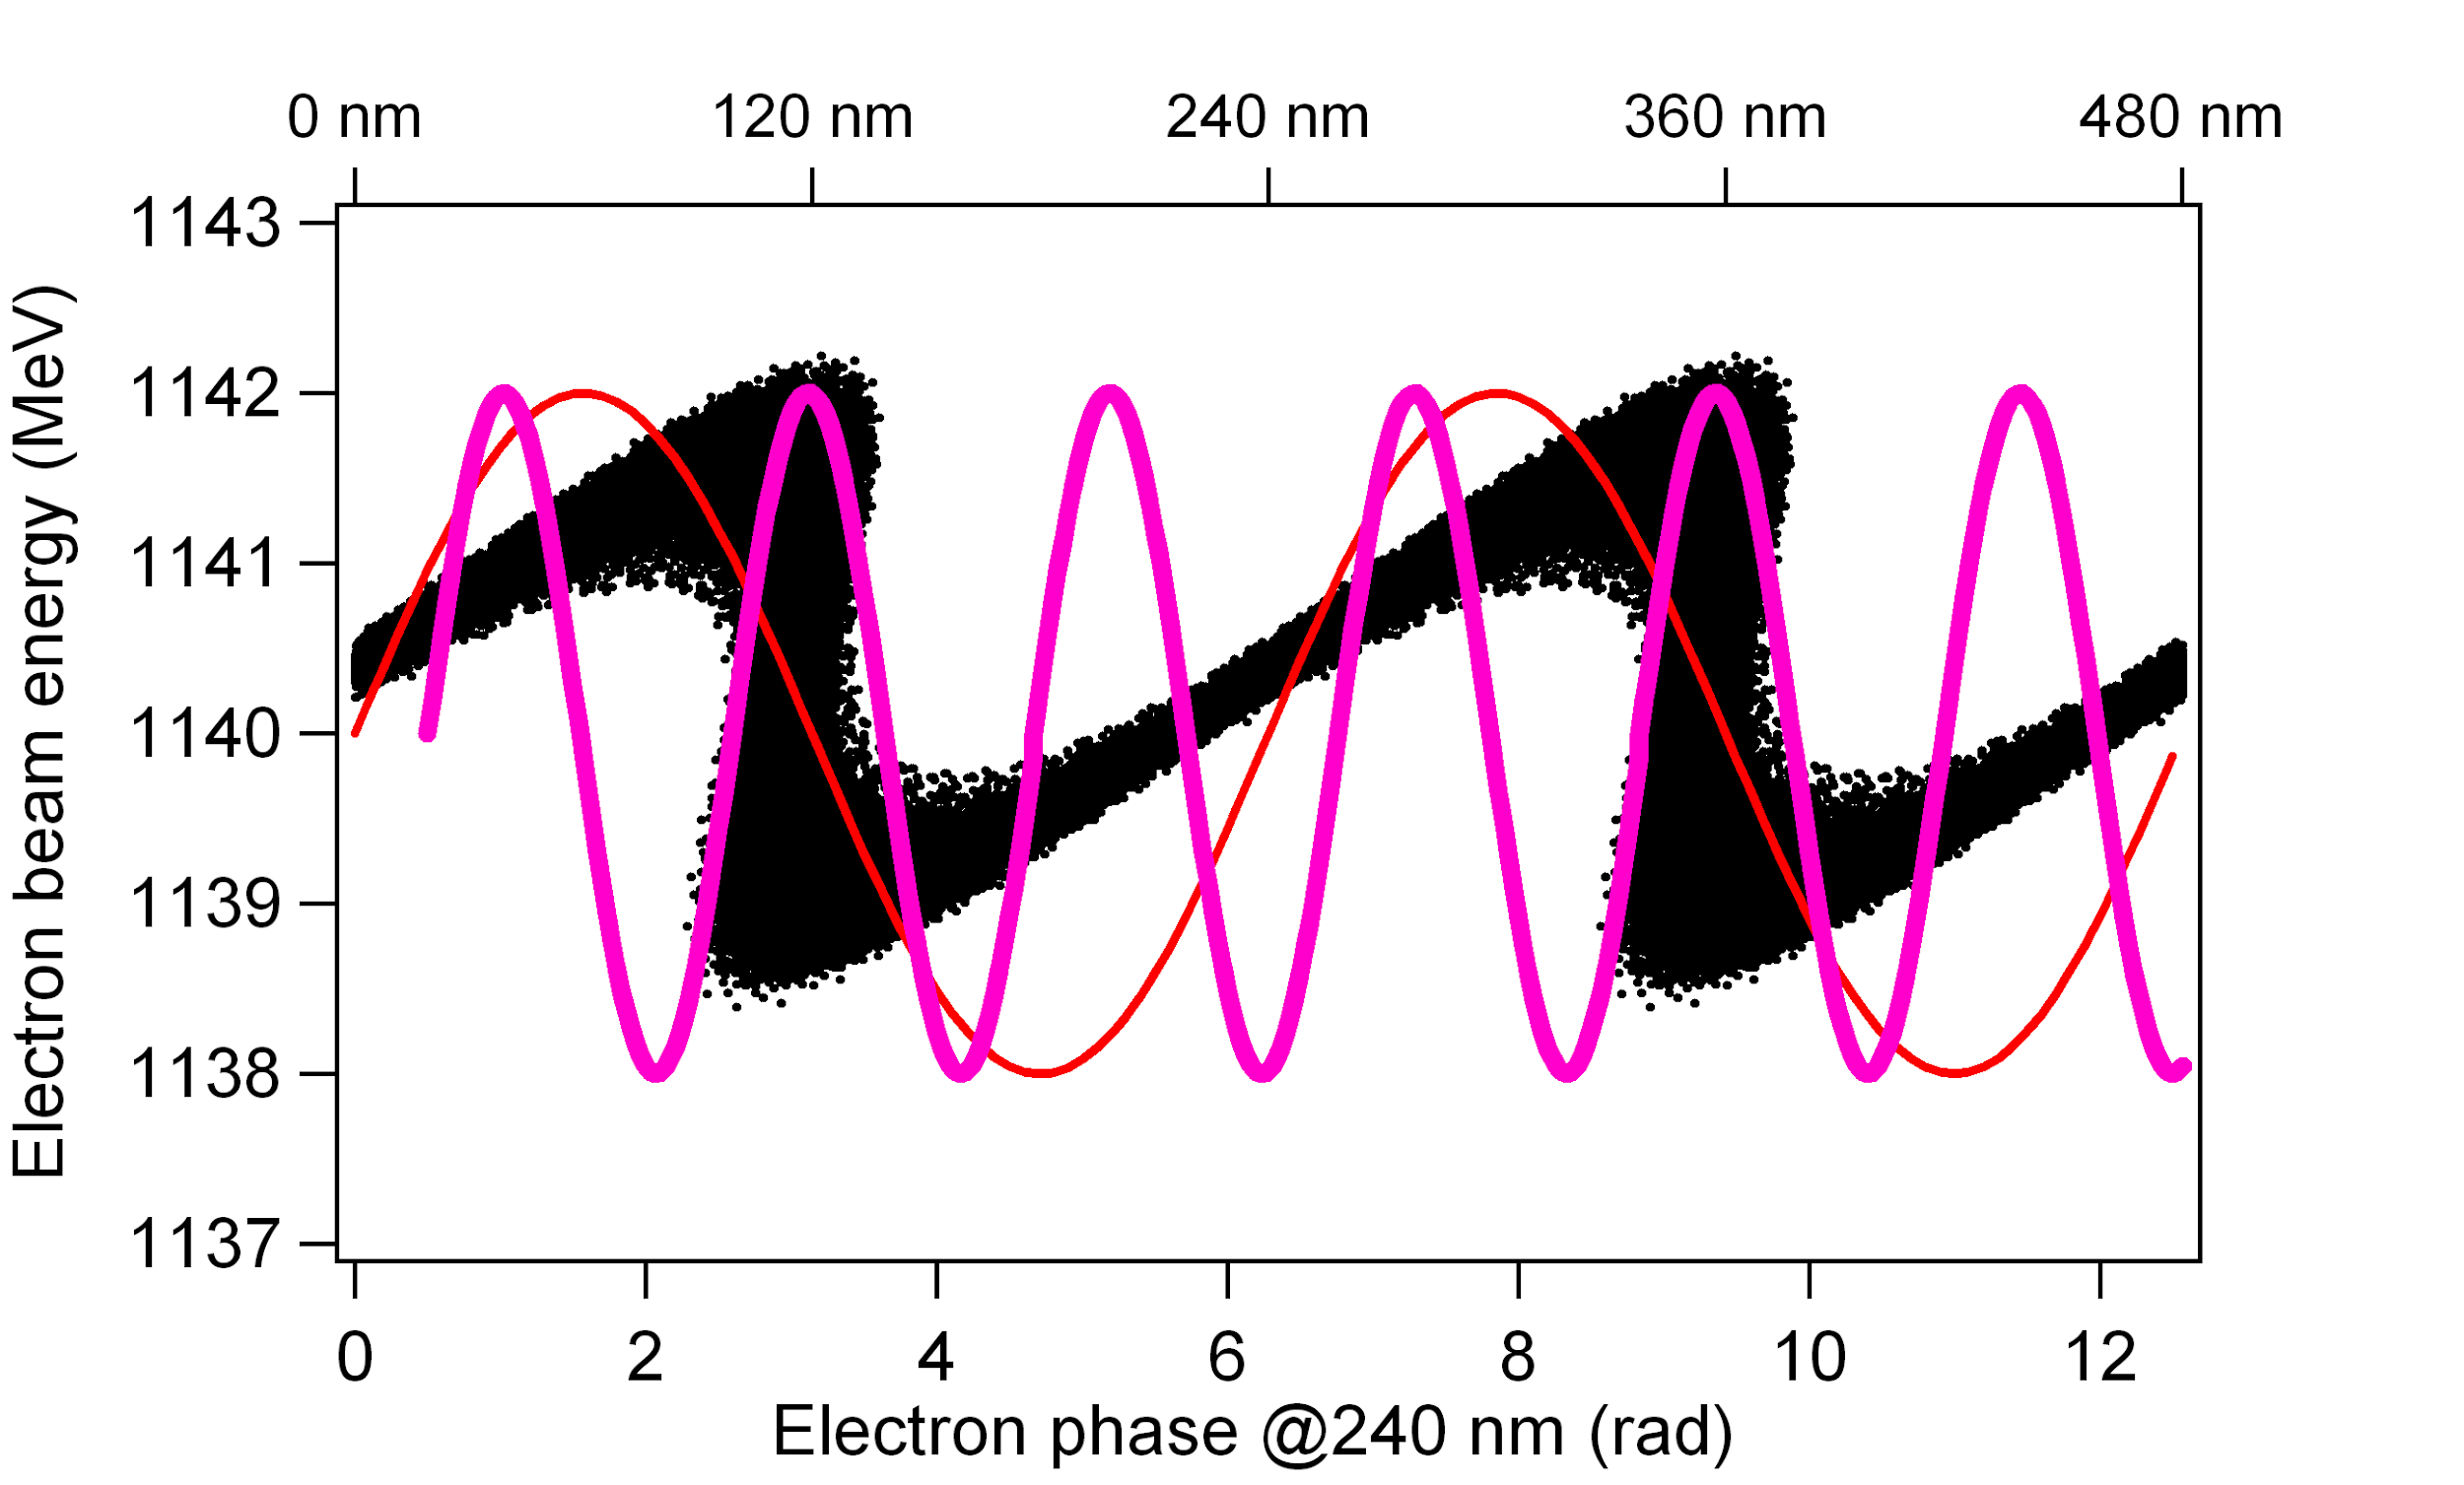 0 nm 120 nm 240 nm 360 nm 480 nm
1143
1142
1141
1140
1139
1138
1137
Electron beam energy (MeV)
0 2 4 6 8 10 12
Electron phase @240 nm (rad)